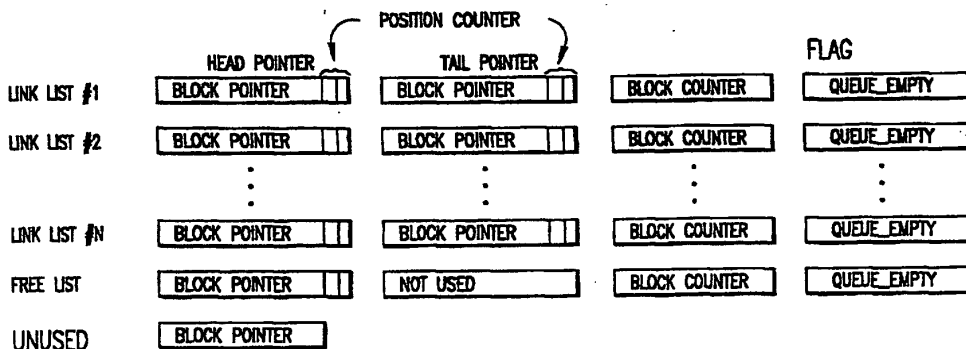 POSITION COUNTER
HEAD POINTER TAIL POINTER FLAG
LINK LIST #1 BLOCK POINTER BLOCK POINTER BLOCK COUNTER QUEUE_EMPTY
LINK LIST #2 BLOCK POINTER BLOCK POINTER BLOCK COUNTER QUEUE_EMPTY
LINK LIST #N BLOCK POINTER BLOCK POINTER BLOCK COUNTER QUEUE_EMPTY
FREE LIST BLOCK POINTER NOT USED BLOCK COUNTER QUEUE_EMPTY
UNUSED BLOCK POINTER